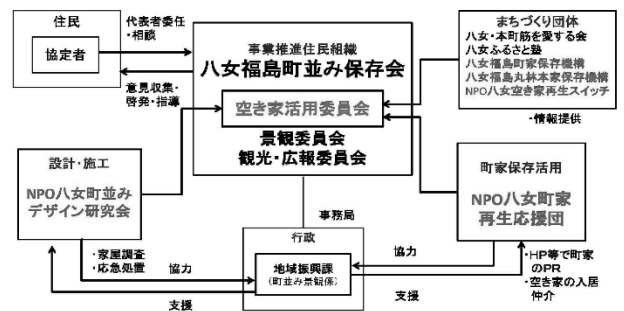 住民
協定者
代表者委任
・相談
意見収集・
啓発・指導
事業推進住民組織
八女福島町並み保存会
空き家活用委員会
景観委員会
観光・広報委員会
まちづくり団体
八女・本町筋を愛する会
八女ふるさと塾
八女福島町家保存機構
八女福島丸林本家保存機構
NPO八女空き家再生スイッチ
・情報提供
設計・施工
NPO八女町並み
デザイン研究会
町家保存活用
NPO八女町家
再生応援団
事務局
行政
地域振興課
(町並み景観係)
・家屋調査
・応急処置
協力
支援
協力
支援
・HP等で町家
のPR
・空き家の入居
仲介